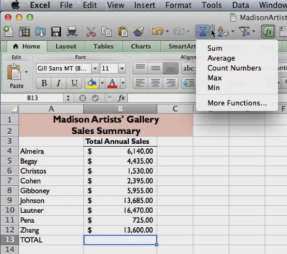 Excel File Edit View Insert Format Tools Data Window
MadisonArtist
Home Layout Tables Charts SmartArt
Edit Font Alignm
Gill Sans MT (B... 11 abc
Paste B I U A
B13 fx
Sum
Average
Count Numbers
Max
Min
More Functions...
A B C F
1 Madison Artists' Gallery
2 Sales Summary
3 Total Annual Sales
4 Almeira $ 6,140.00
5 Begay $ 4,435.00
6 Christos $ 1,530.00
7 Cohen $ 2,395.00
8 Gibboney $ 5,955.00
9 Johnson $ 13,685.00
10 Lautner $ 16,470.00
11 Pena $ 725.00
12 Zhang $ 13,600.00
13 TOTAL
14